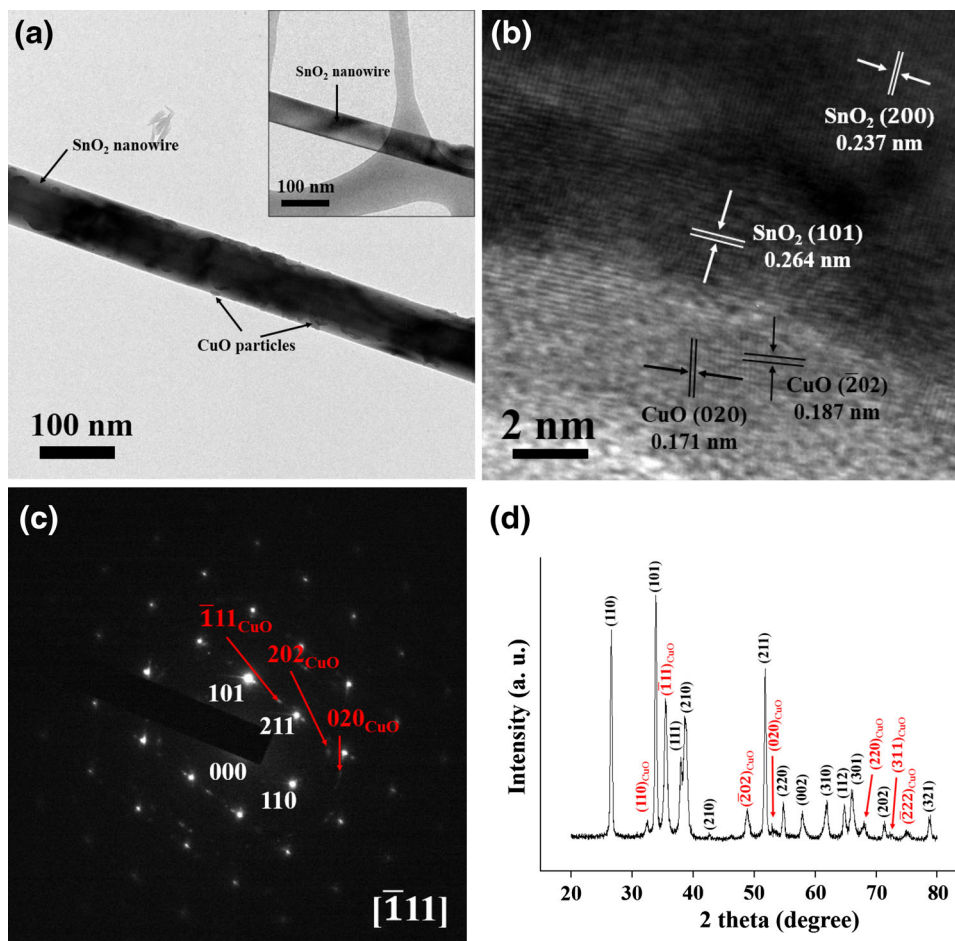 (a)
SnO₂ nanowire
CuO particles
100 nm
SnO₂ nanowire
100 nm
(b)
SnO₂ (200)
0.237 nm
SnO₂ (101)
0.264 nm
CuO (2̅02)
0.187 nm
CuO (020)
0.171 nm
2 nm
(c)
1̅11CuO
202CuO
020CuO
101
211
000
110
[1̅11]
(d)
Intensity (a. u.)
(110)
(110)CuO
(101)
(1̅11)CuO
(111)
(210)
(210)
(2̅02)CuO
(211)
(020)CuO
(220)
(002)
(310)
(112)
(301)
(220)CuO
(202)
(311)CuO
(2̅22)CuO
(321)
20 30 40 50 60 70 80
2 theta (degree)